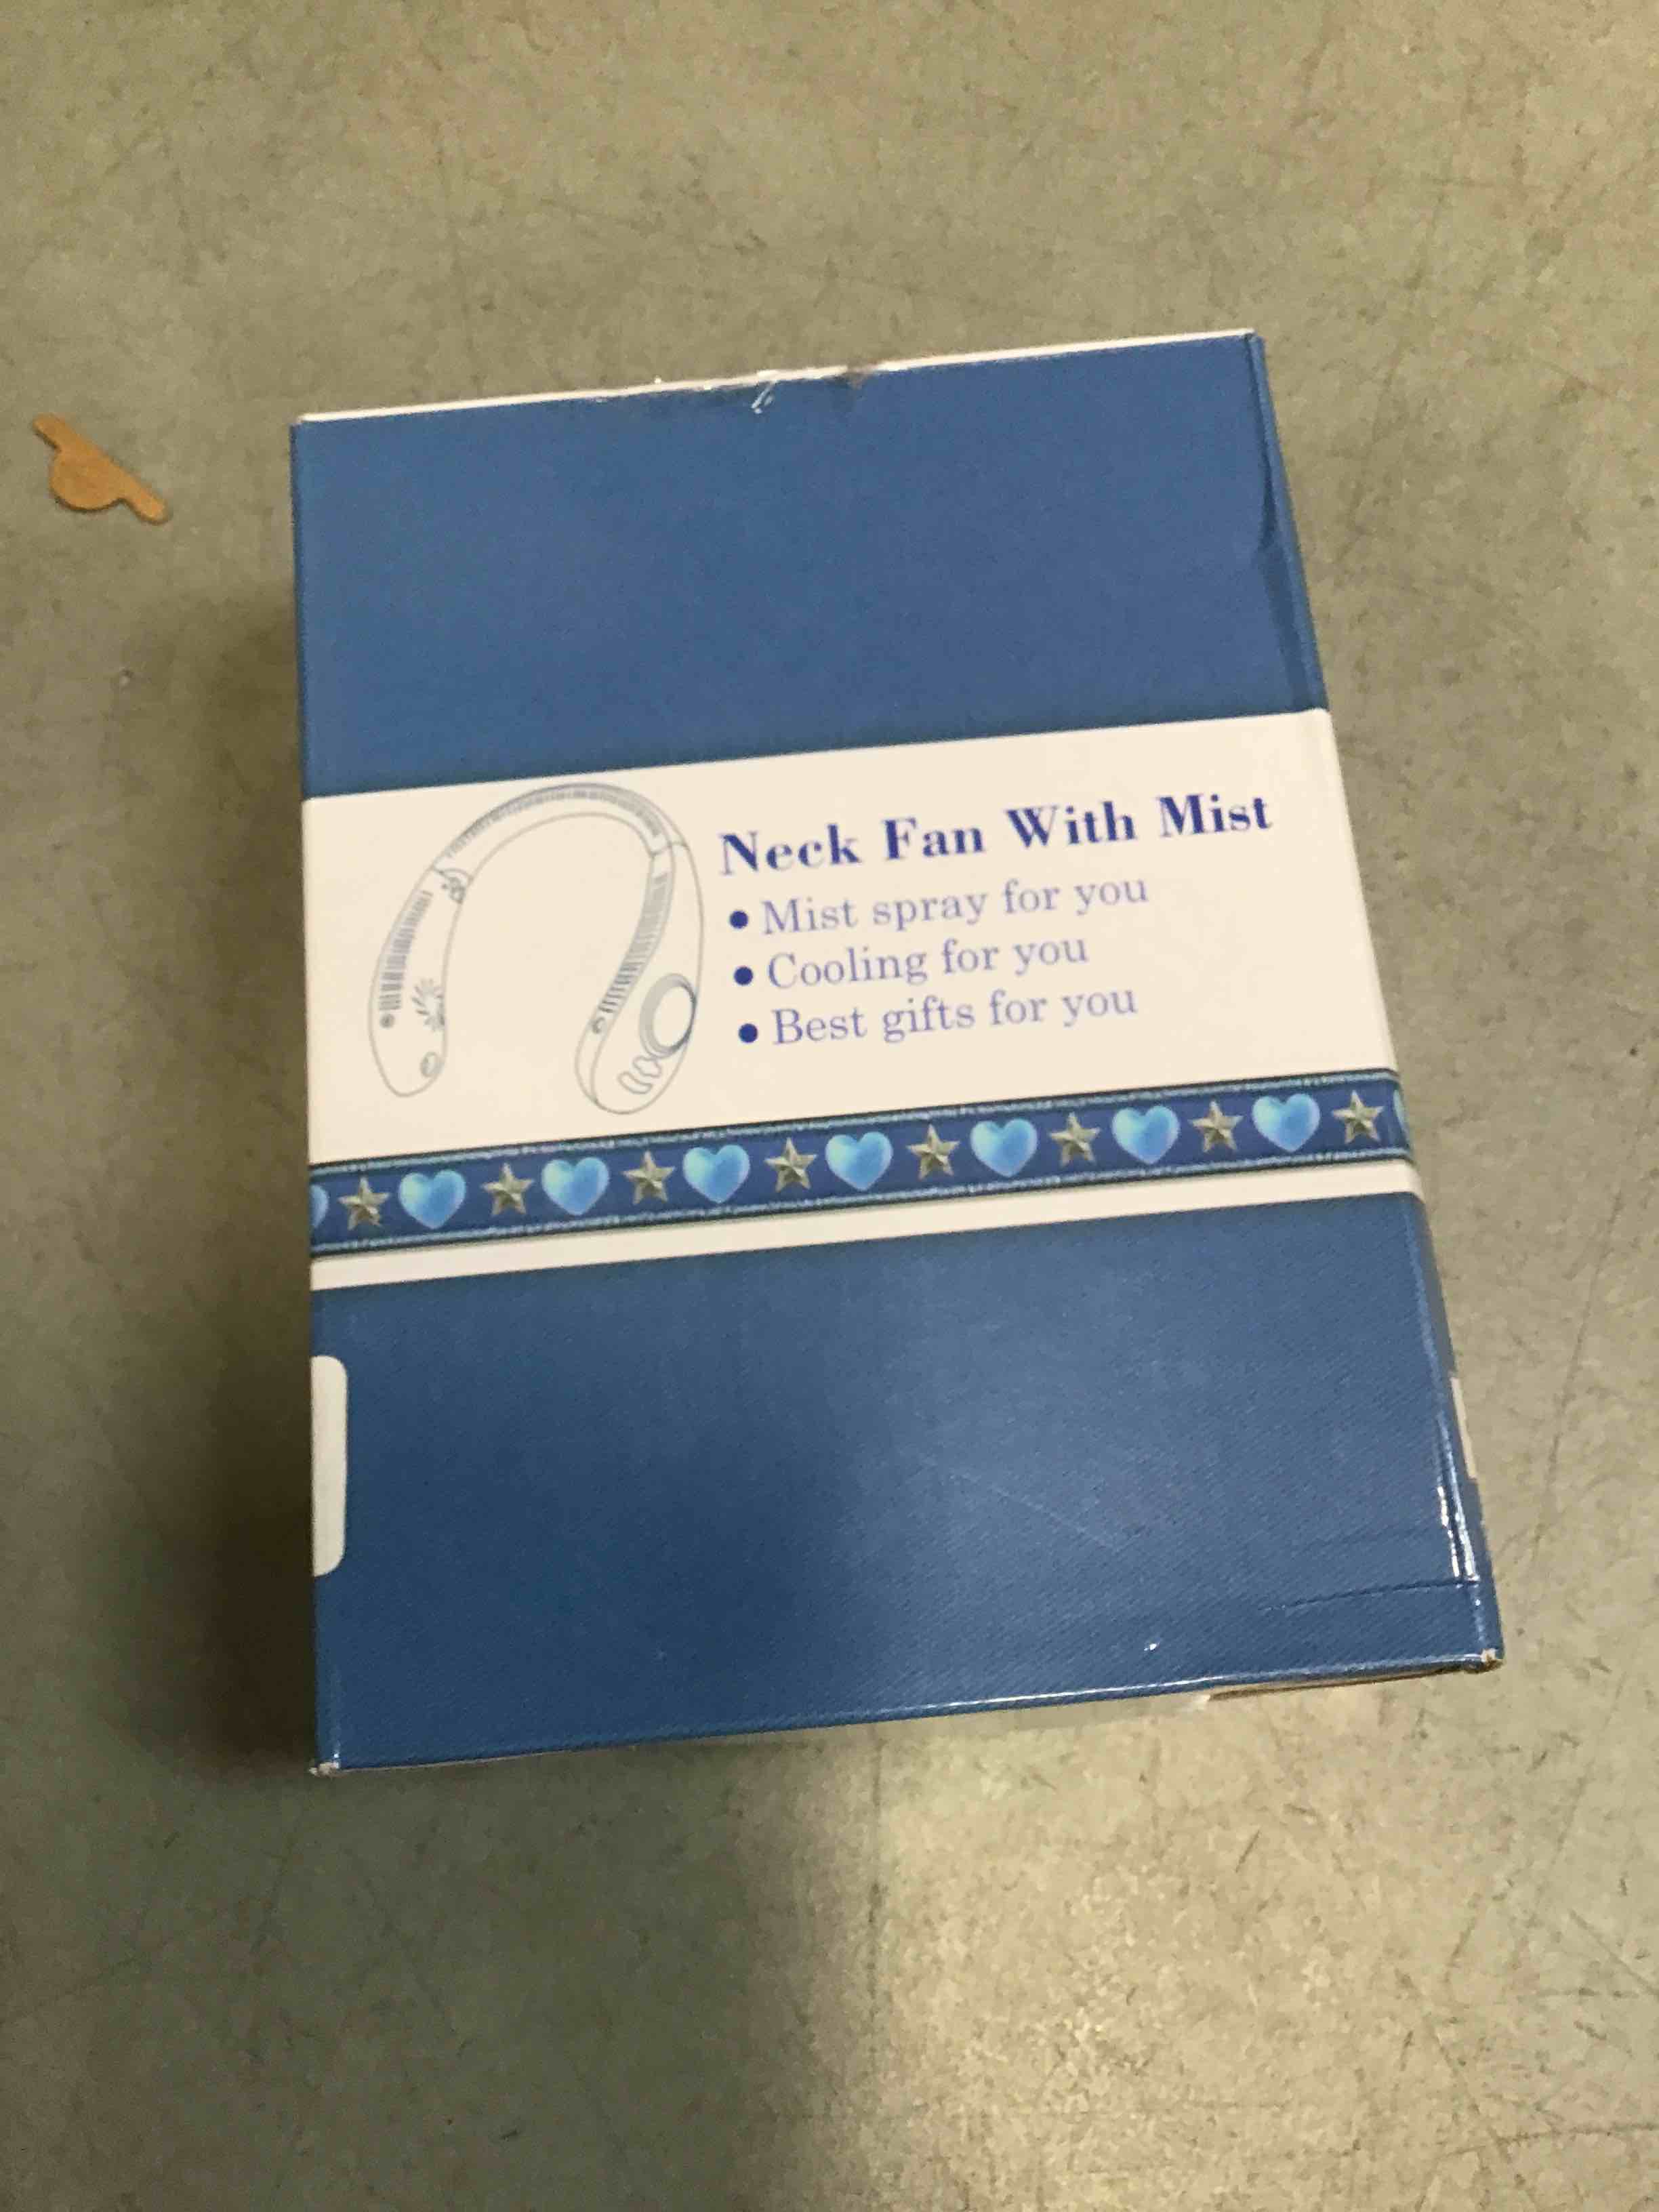 Neck Fan With Mist
• Mist spray for you
• Cooling for you
• Best gifts for you